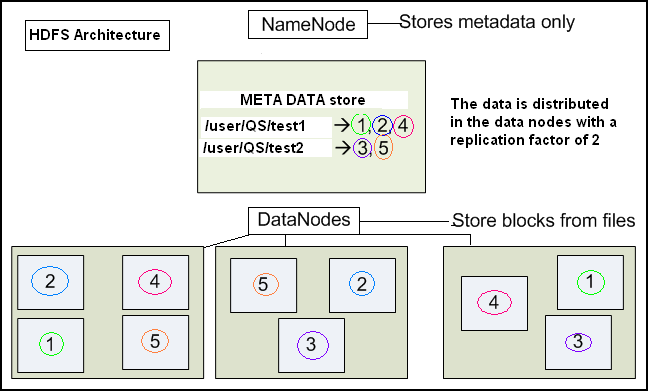 HDFS Architecture
NameNode
Stores metadata only
META DATA store
/user/QS/test1 → 1, 2, 4
/user/QS/test2 → 3, 5
The data is distributed
in the data nodes with a
replication factor of 2
DataNodes
Store blocks from files
2 4
1 5
5 2
3
1
4
3